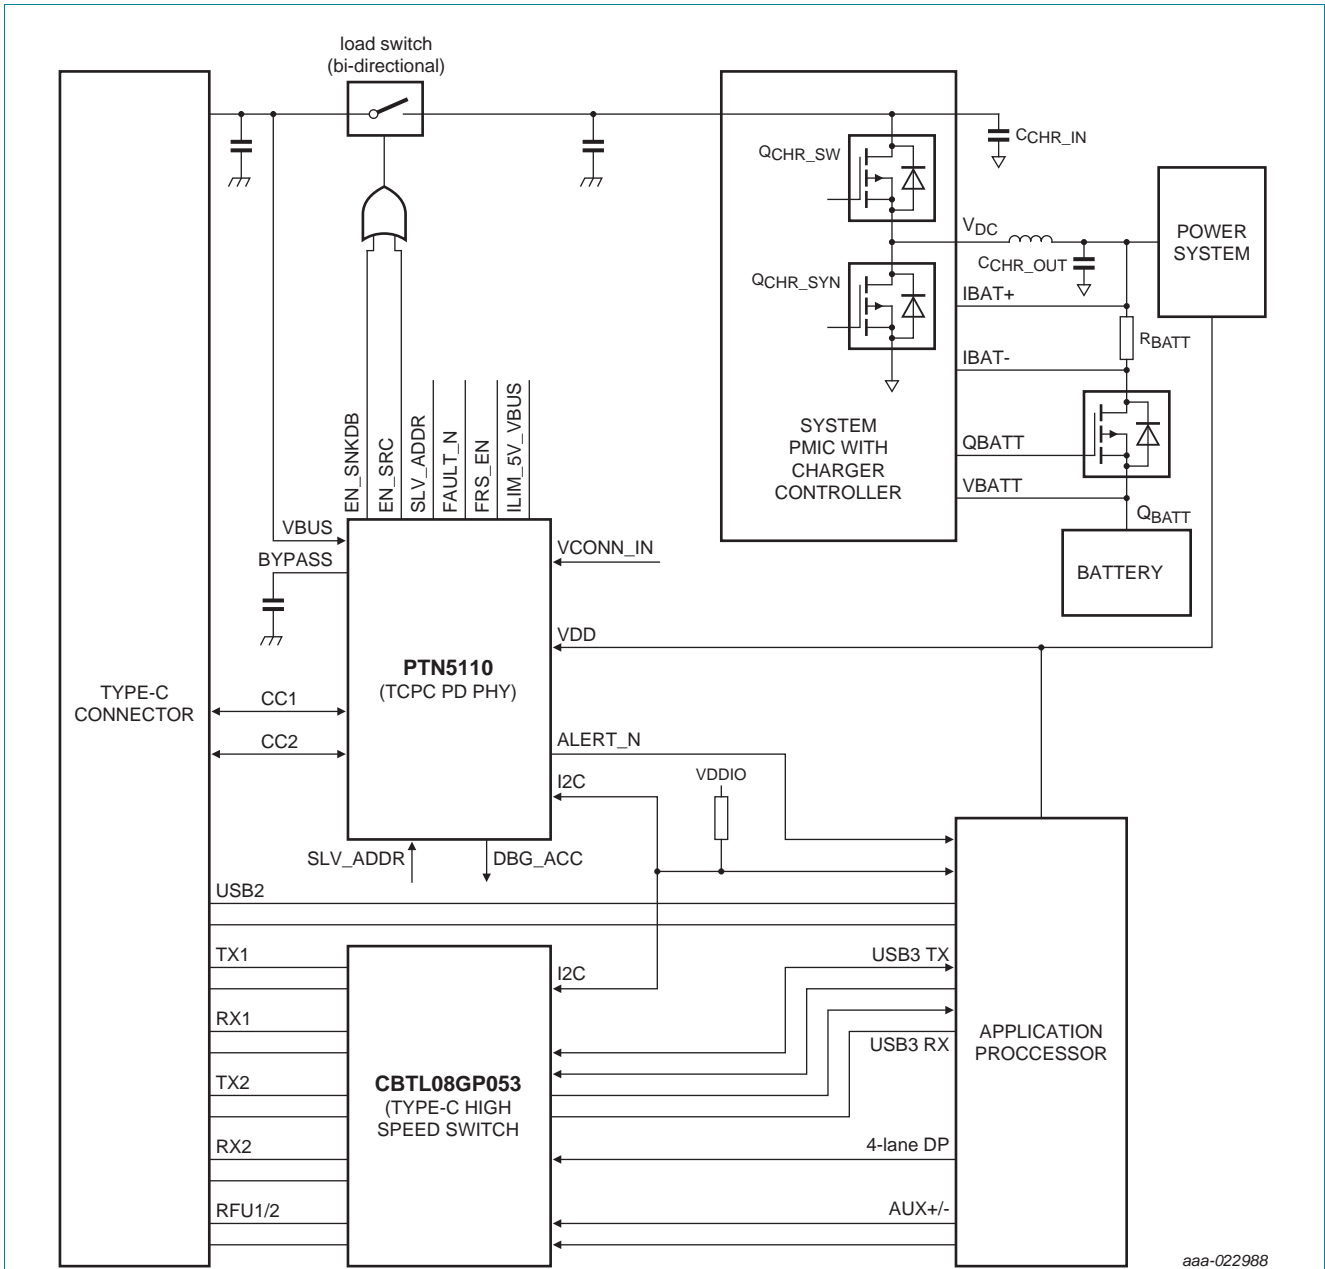 load switch
(bi-directional)
QCHR_SW
CCHR_IN
VDC
CCHR_OUT
POWER
SYSTEM
QCHR_SYN
IBAT+
RBATT
IBAT-
SYSTEM
PMIC WITH
CHARGER
CONTROLLER
QBATT
VBATT
QBATT
BATTERY
EN_SNKDB
EN_SRC
SLV_ADDR
FAULT_N
FRS_EN
ILIM_5V_VBUS
VBUS
BYPASS
VCONN_IN
VDD
PTN5110
(TCPC PD PHY)
TYPE-C
CONNECTOR
CC1
CC2
ALERT_N
I2C
VDDIO
SLV_ADDR
DBG_ACC
USB2
TX1
RX1
TX2
RX2
RFU1/2
I2C
CBTL08GP053
(TYPE-C HIGH
SPEED SWITCH
USB3 TX
USB3 RX
4-lane DP
AUX+/-
APPLICATION
PROCCESSOR
aaa-022988